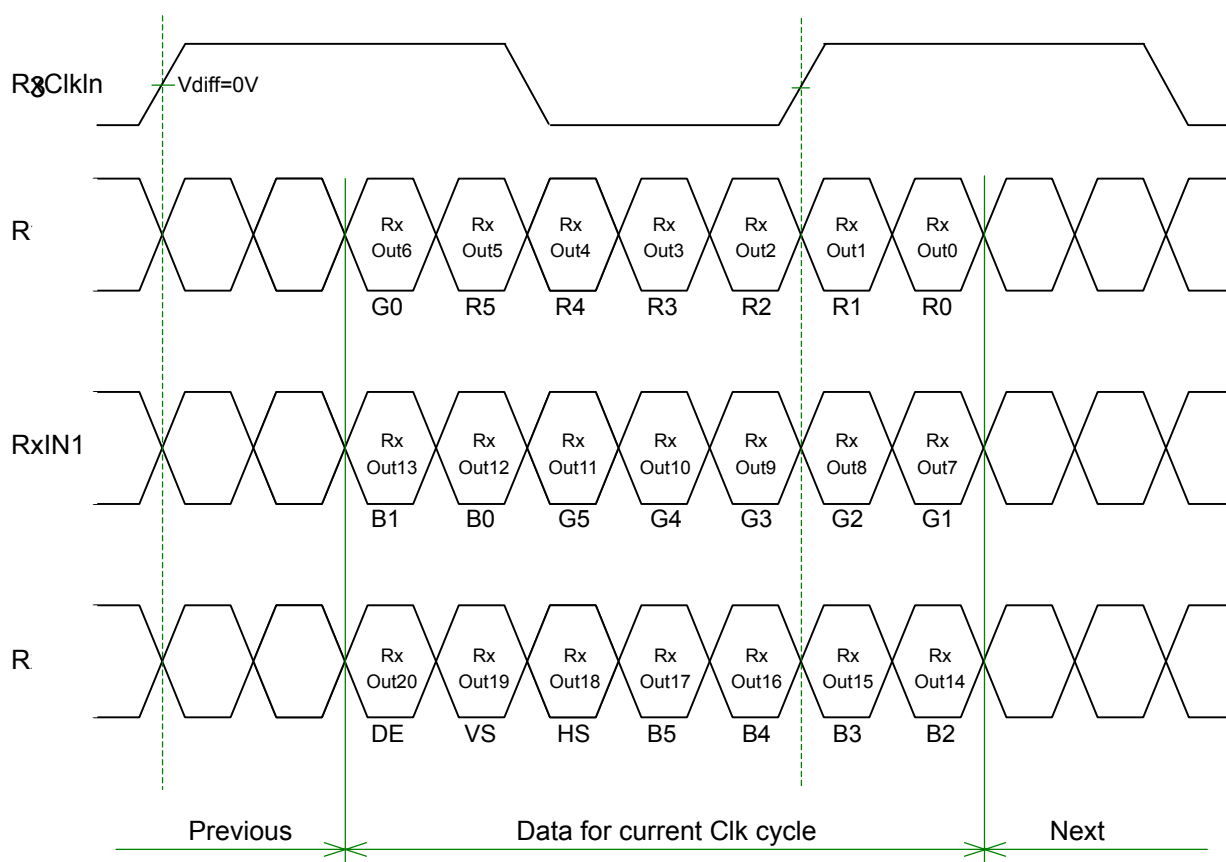 RxClkIn
Vdiff=0V
R
Rx Rx Rx Rx Rx Rx Rx
Out6 Out5 Out4 Out3 Out2 Out1 Out0
G0 R5 R4 R3 R2 R1 R0
RxIN1
Rx Rx Rx Rx Rx Rx Rx
Out13 Out12 Out11 Out10 Out9 Out8 Out7
B1 B0 G5 G4 G3 G2 G1
R
Rx Rx Rx Rx Rx Rx Rx
Out20 Out19 Out18 Out17 Out16 Out15 Out14
DE VS HS B5 B4 B3 B2
Previous Data for current Clk cycle Next